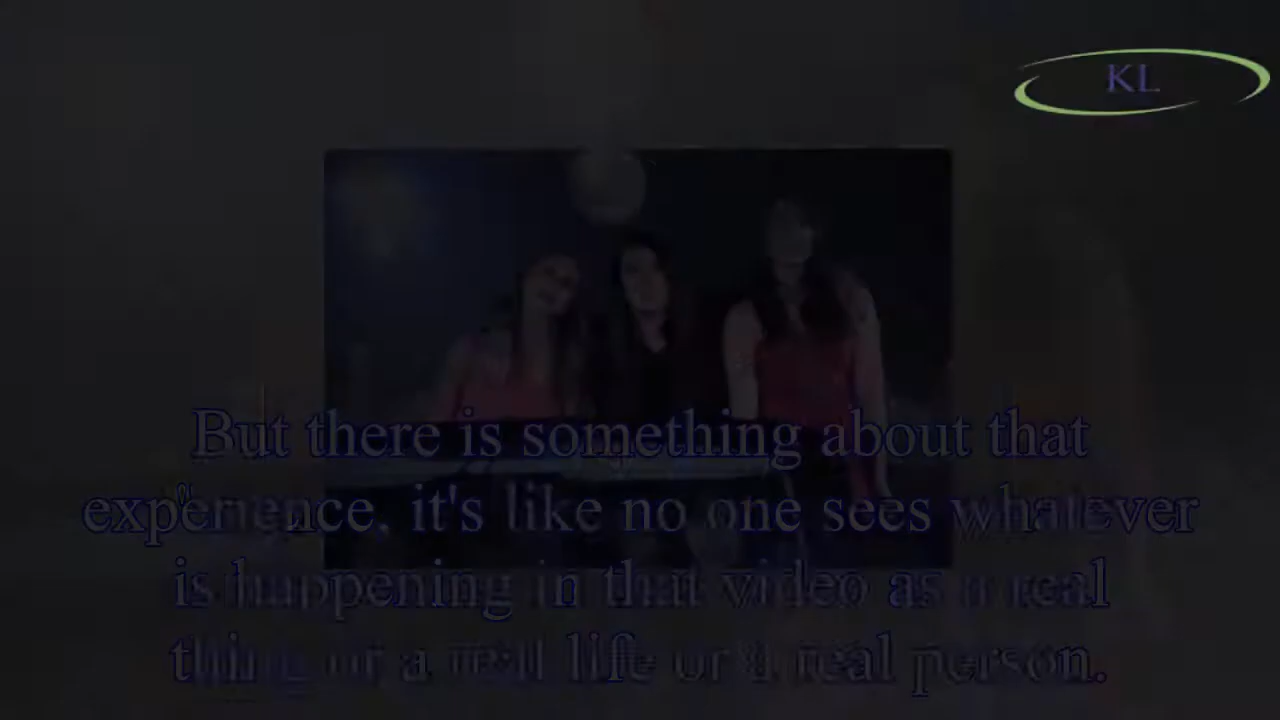 KL
But there is something about that
experience, it's like no one sees whatever
is happening in that video as a real
thing or a real life or a real person.